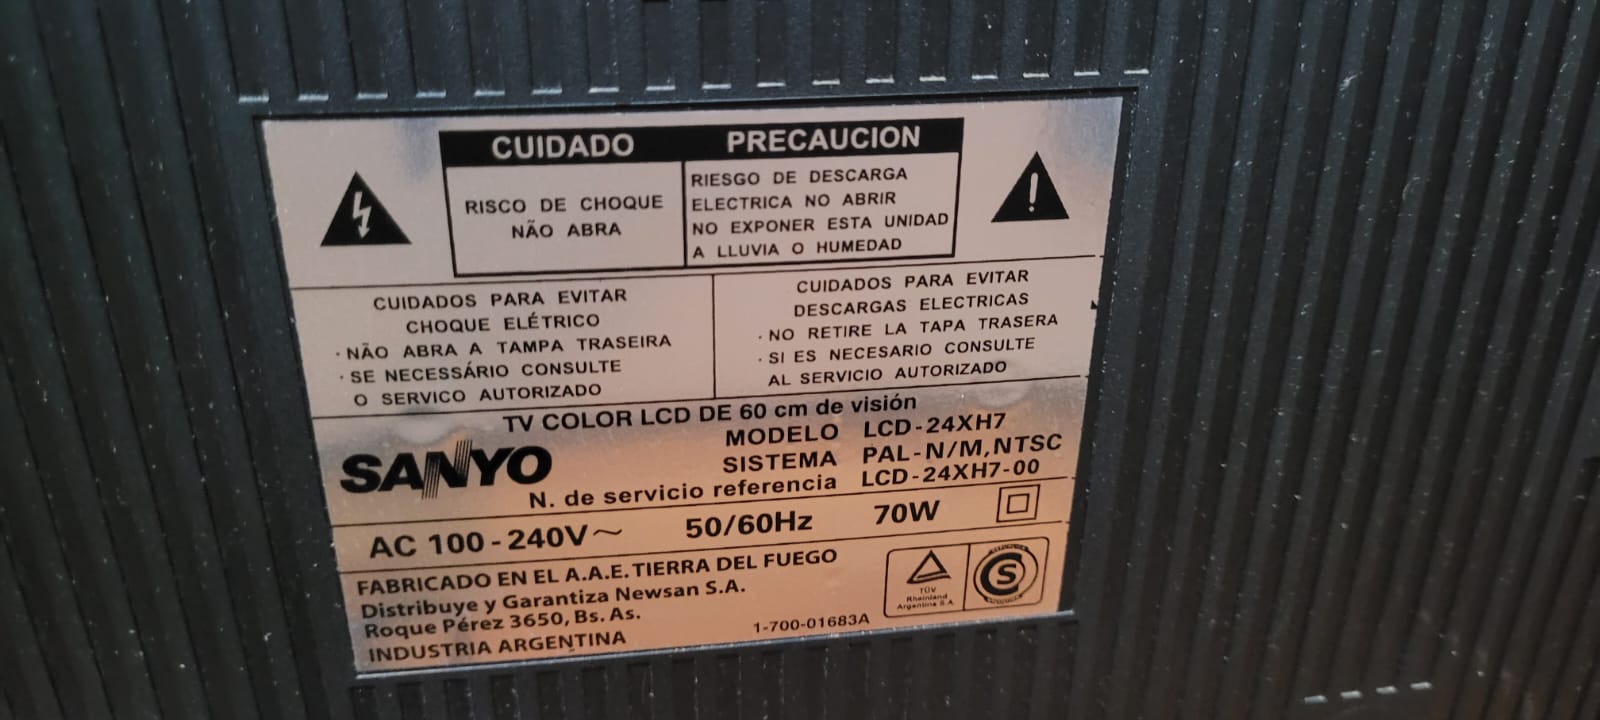 CUIDADO
RISCO DE CHOQUE
NÃO ABRA
PRECAUCION
RIESGO DE DESCARGA
ELECTRICA NO ABRIR
NO EXPONER ESTA UNIDAD
A LLUVIA O HUMEDAD
CUIDADOS PARA EVITAR
CHOQUE ELÉTRICO
·NÃO ABRA A TAMPA TRASEIRA
·SE NECESSÁRIO CONSULTE
O SERVICO AUTORIZADO
CUIDADOS PARA EVITAR
DESCARGAS ELECTRICAS
·NO RETIRE LA TAPA TRASERA
·SI ES NECESARIO CONSULTE
AL SERVICIO AUTORIZADO
TV COLOR LCD DE 60 cm de visión
SANYO
MODELO LCD-24XH7
SISTEMA PAL-N/M,NTSC
N. de servicio referencia LCD-24XH7-00
AC 100-240V~ 50/60Hz 70W
FABRICADO EN EL A.A.E. TIERRA DEL FUEGO
Distribuye y Garantiza Newsan S.A.
Roque Pérez 3650, Bs. As.
INDUSTRIA ARGENTINA
1-700-01683A
TÜV
Rheinland
Argentina S.A.
S